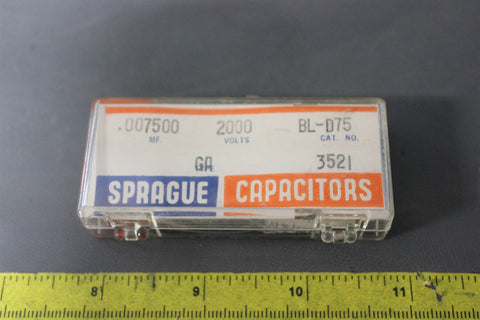 .007500 2000 BL-D75
MF. VOLTS CAT. NO.
GA 3521
SPRAGUE CAPACITORS
8 9 10 11